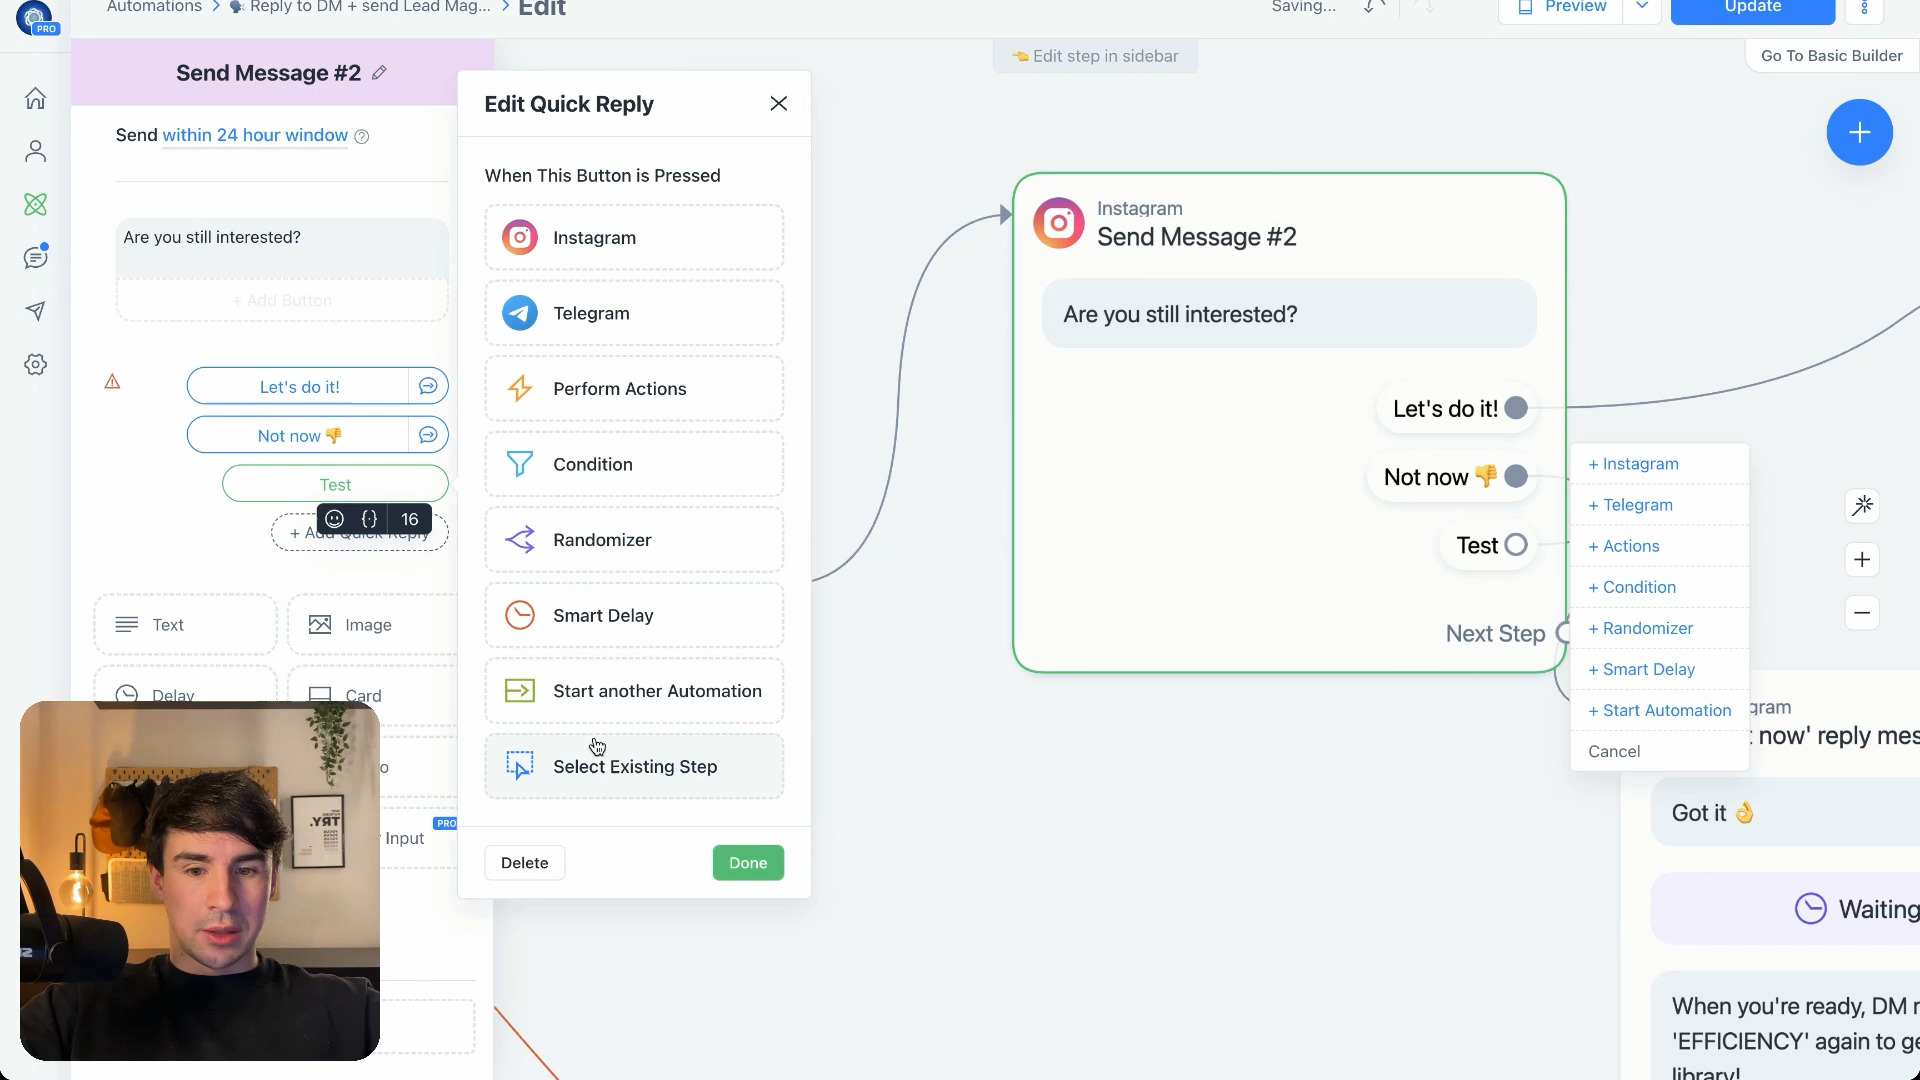 Automations
Reply to DM + send Lead Mag...
Edit
Saving...
Preview
Update
PRO
Send Message #2
👈 Edit step in sidebar
Go To Basic Builder
Send within 24 hour window
Are you still interested?
+ Add Button
Let's do it!
Not now 👎
Test
16
+ Add Quick Reply
Text
Image
Delay
Card
PRO
Input
Edit Quick Reply
When This Button is Pressed
Instagram
Telegram
Perform Actions
Condition
Randomizer
Smart Delay
Start another Automation
Select Existing Step
Delete
Done
Instagram
Send Message #2
Are you still interested?
Let's do it!
Not now 👎
Test
Next Step
+ Instagram
+ Telegram
+ Actions
+ Condition
+ Randomizer
+ Smart Delay
+ Start Automation
Cancel
now' reply mes
Got it 👌
Waiting
When you're ready, DM
'EFFICIENCY' again to ge
library!
TRY.